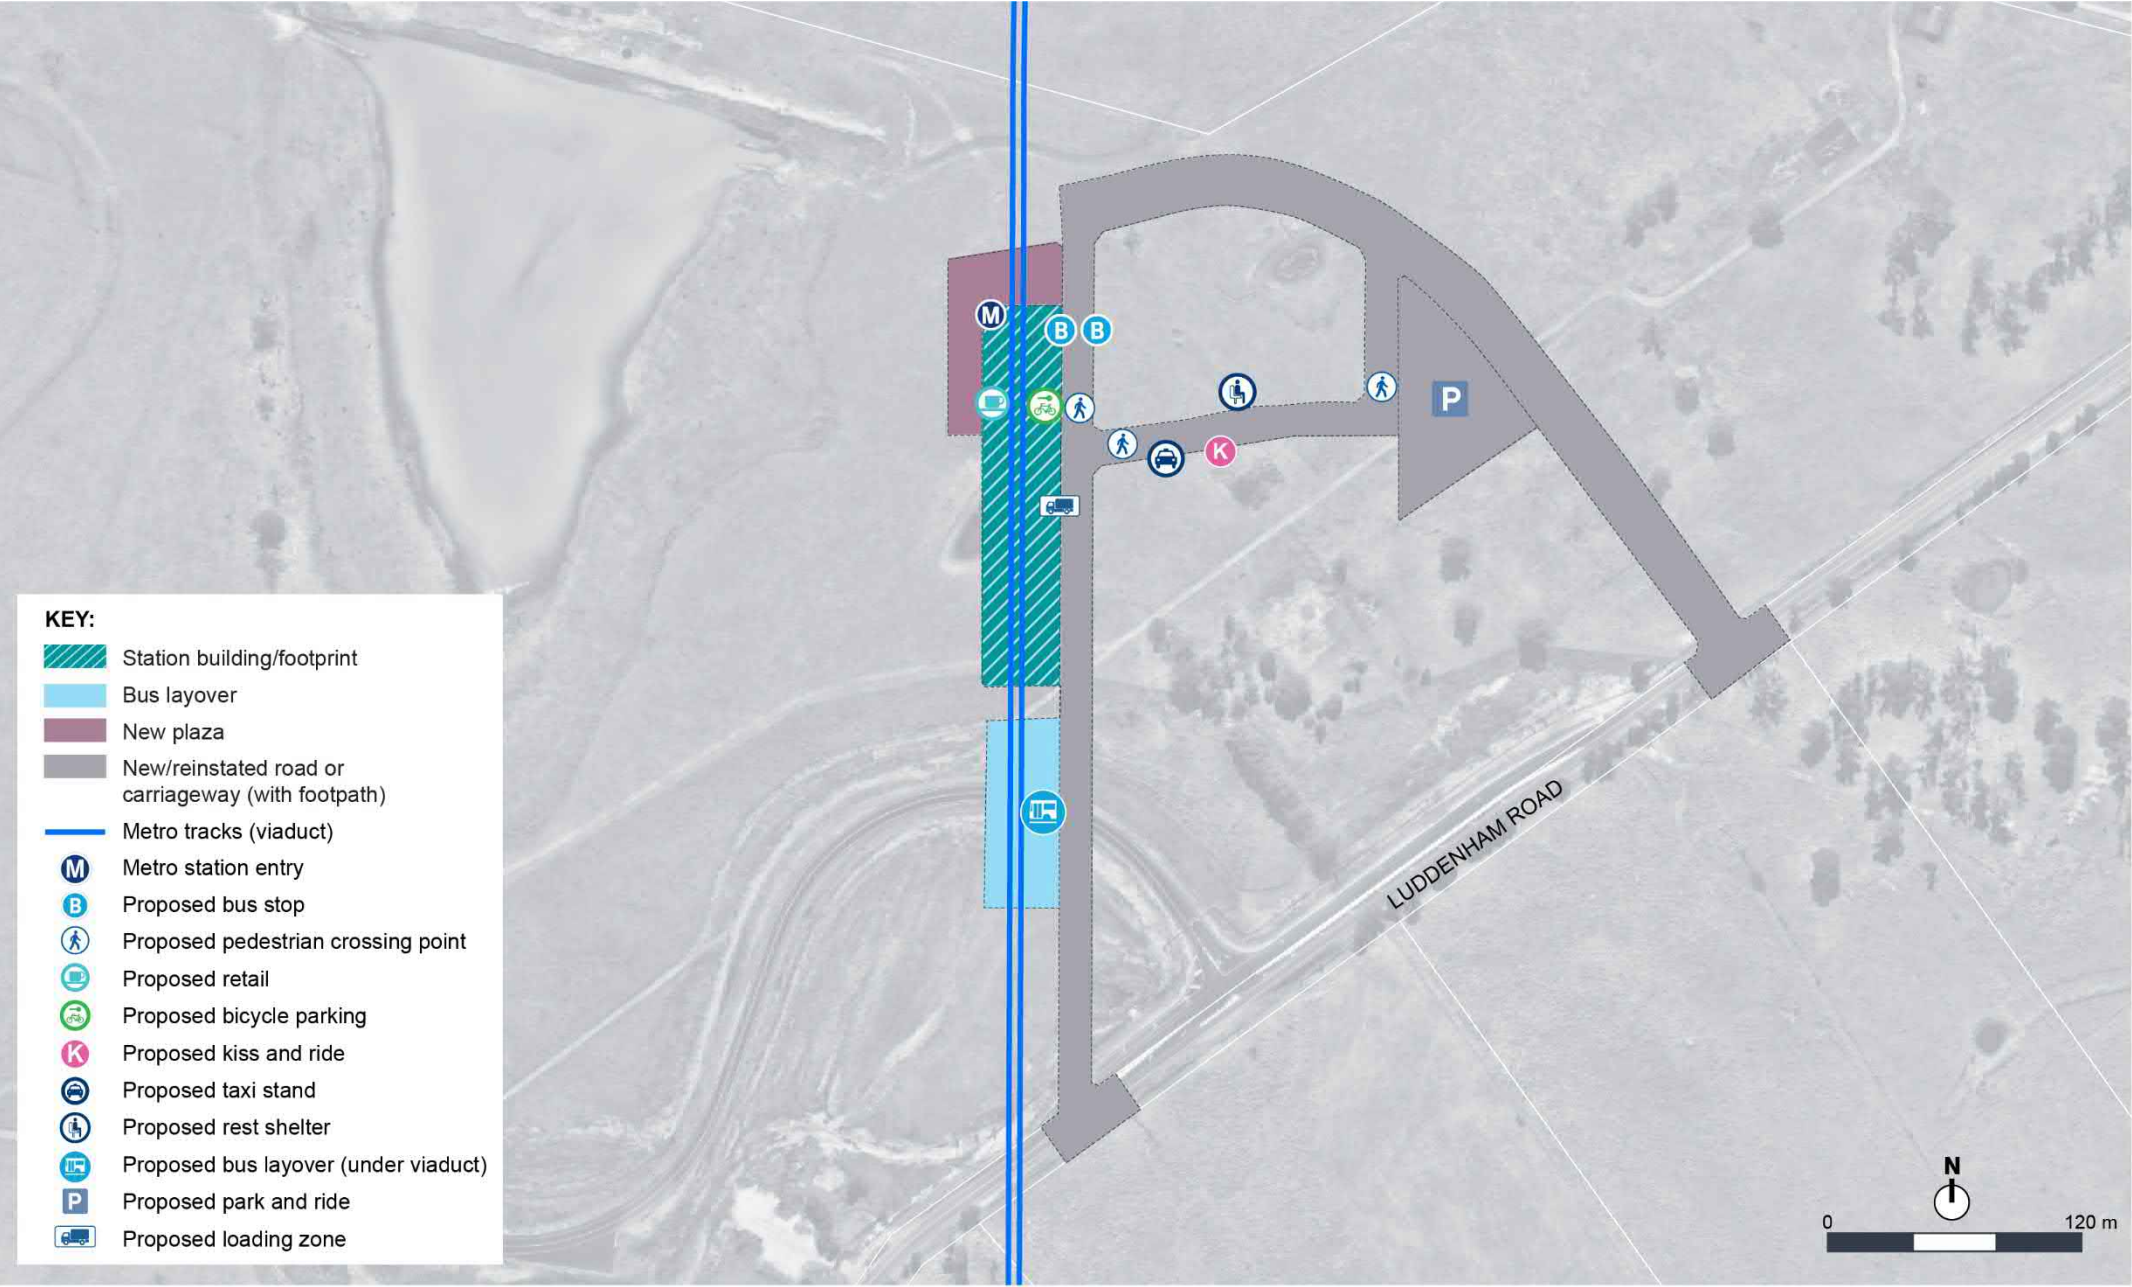 M
B B
K
P
LUDDENHAM ROAD
KEY:
Station building/footprint
Bus layover
New plaza
New/reinstated road or
carriageway (with footpath)
Metro tracks (viaduct)
M Metro station entry
B Proposed bus stop
Proposed pedestrian crossing point
Proposed retail
Proposed bicycle parking
K Proposed kiss and ride
Proposed taxi stand
Proposed rest shelter
Proposed bus layover (under viaduct)
P Proposed park and ride
Proposed loading zone
N
0 120 m